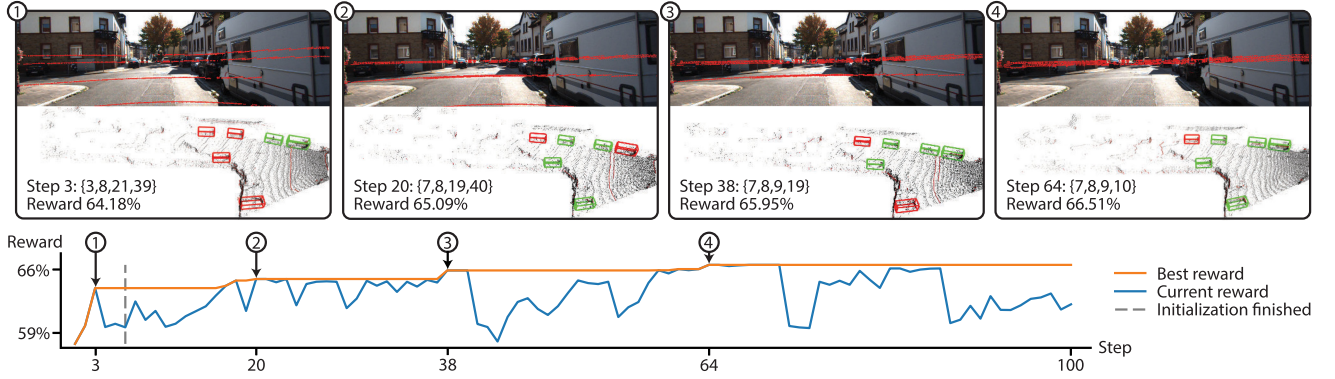 1
2
3
4
Step 3: {3,8,21,39}
Reward 64.18%
Step 20: {7,8,19,40}
Reward 65.09%
Step 38: {7,8,9,19}
Reward 65.95%
Step 64: {7,8,9,10}
Reward 66.51%
Reward
1
2
3
4
66%
59%
Best reward
Current reward
Initialization finished
3
20
38
64
100
Step